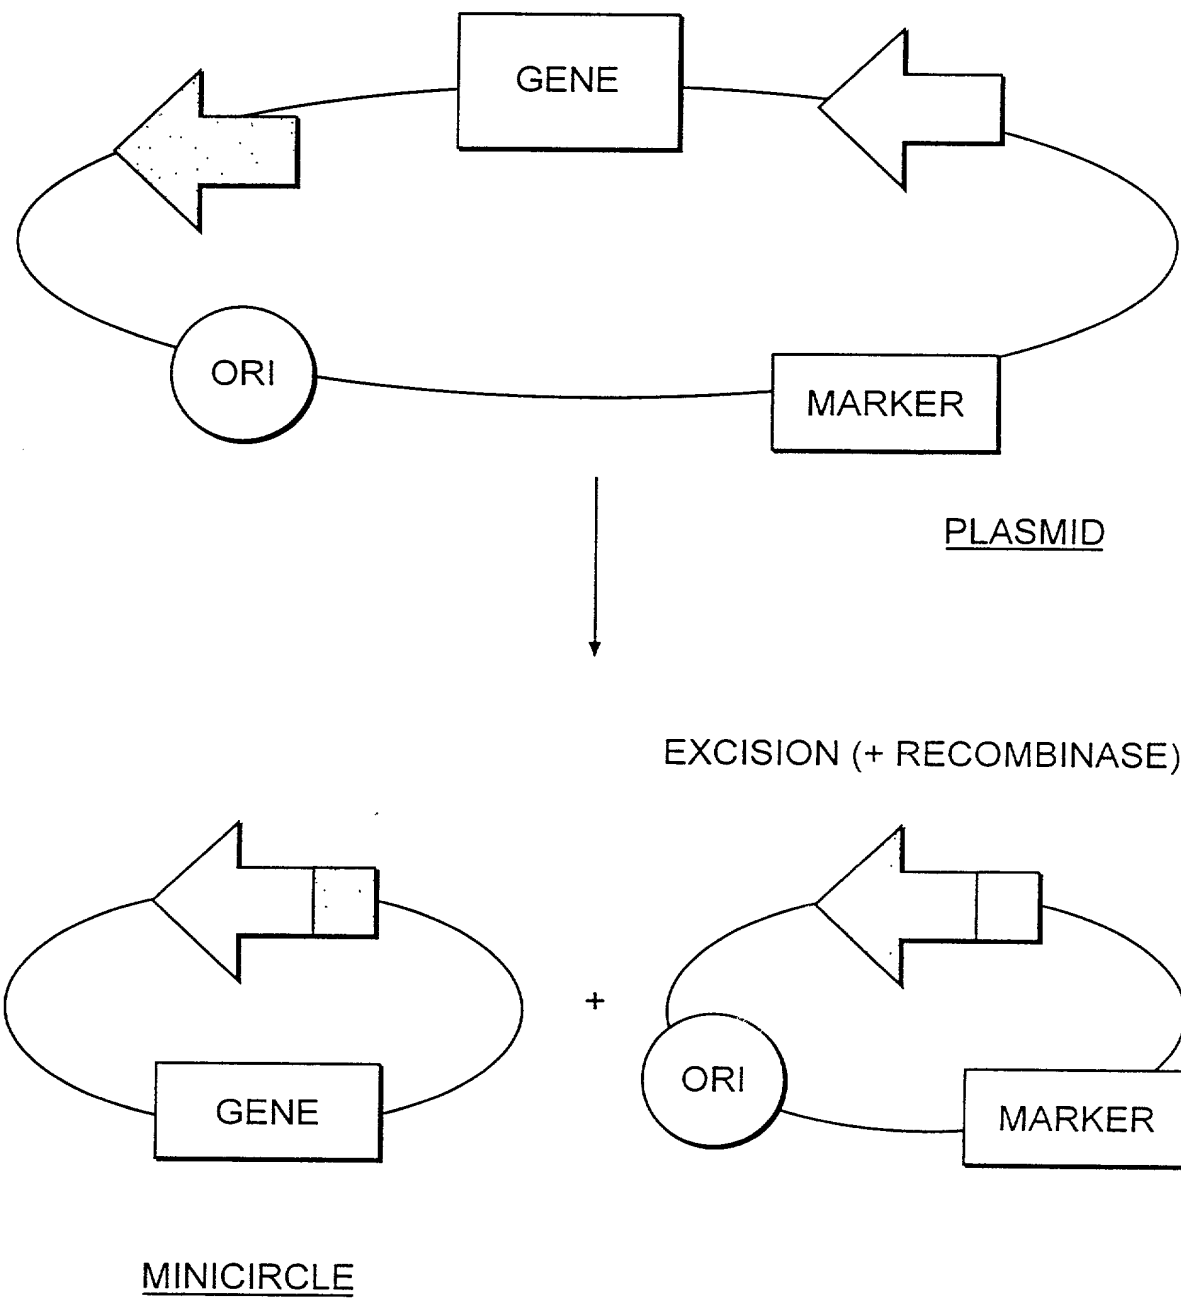 GENE
ORI
MARKER
PLASMID
EXCISION (+ RECOMBINASE)
+
ORI
GENE
MARKER
MINICIRCLE